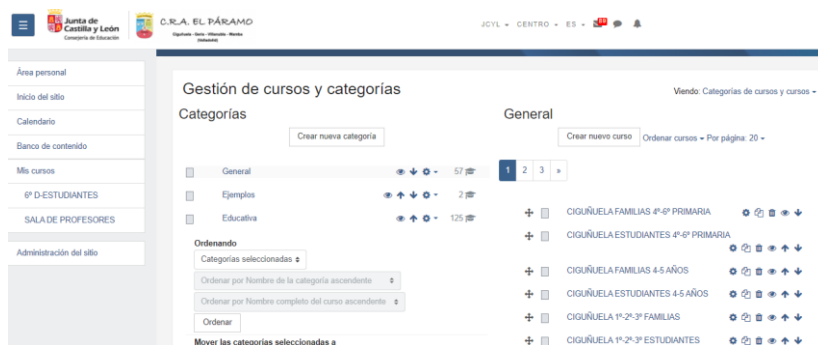 Junta de
Castilla y León
Consejería de Educación
C.R.A. EL PÁRAMO
Ciguñuela - Geria - Villanubla - Wamba
(Valladolid)
JCYL CENTRO ES
Área personal
Inicio del sitio
Calendario
Banco de contenido
Mis cursos
6º D-ESTUDIANTES
SALA DE PROFESORES
Administración del sitio
Gestión de cursos y categorías
Viendo: Categorías de cursos y cursos
Categorías
Crear nueva categoría
General 57
Ejemplos 2
Educativa 125
Ordenando
Categorías seleccionadas
Ordenar por Nombre de la categoría ascendente
Ordenar por Nombre completo del curso ascendente
Ordenar
Mover las categorías seleccionadas a
General
Crear nuevo curso Ordenar cursos Por página: 20
1 2 3 »
CIGUÑUELA FAMILIAS 4º-6º PRIMARIA
CIGUÑUELA ESTUDIANTES 4º-6º PRIMARIA
CIGUÑUELA FAMILIAS 4-5 AÑOS
CIGUÑUELA ESTUDIANTES 4-5 AÑOS
CIGUÑUELA 1º-2º-3º FAMILIAS
CIGUÑUELA 1º-2º-3º ESTUDIANTES